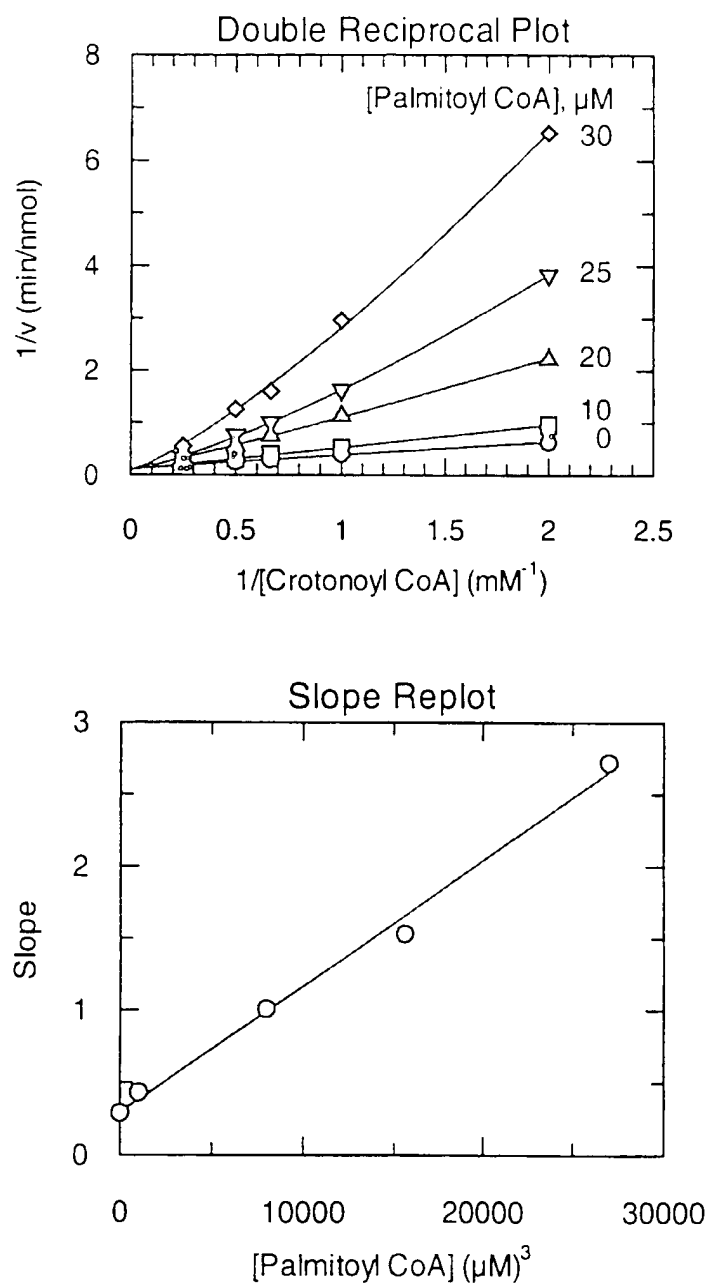 Double Reciprocal Plot
8
[Palmitoyl CoA], µM
30
6
1/v (min/nmol)
25
4
20
2
10
0
0
0 0.5 1 1.5 2 2.5
1/[Crotonoyl CoA] (mM⁻¹)
Slope Replot
3
2
Slope
1
0
0 10000 20000 30000
[Palmitoyl CoA] (µM)³